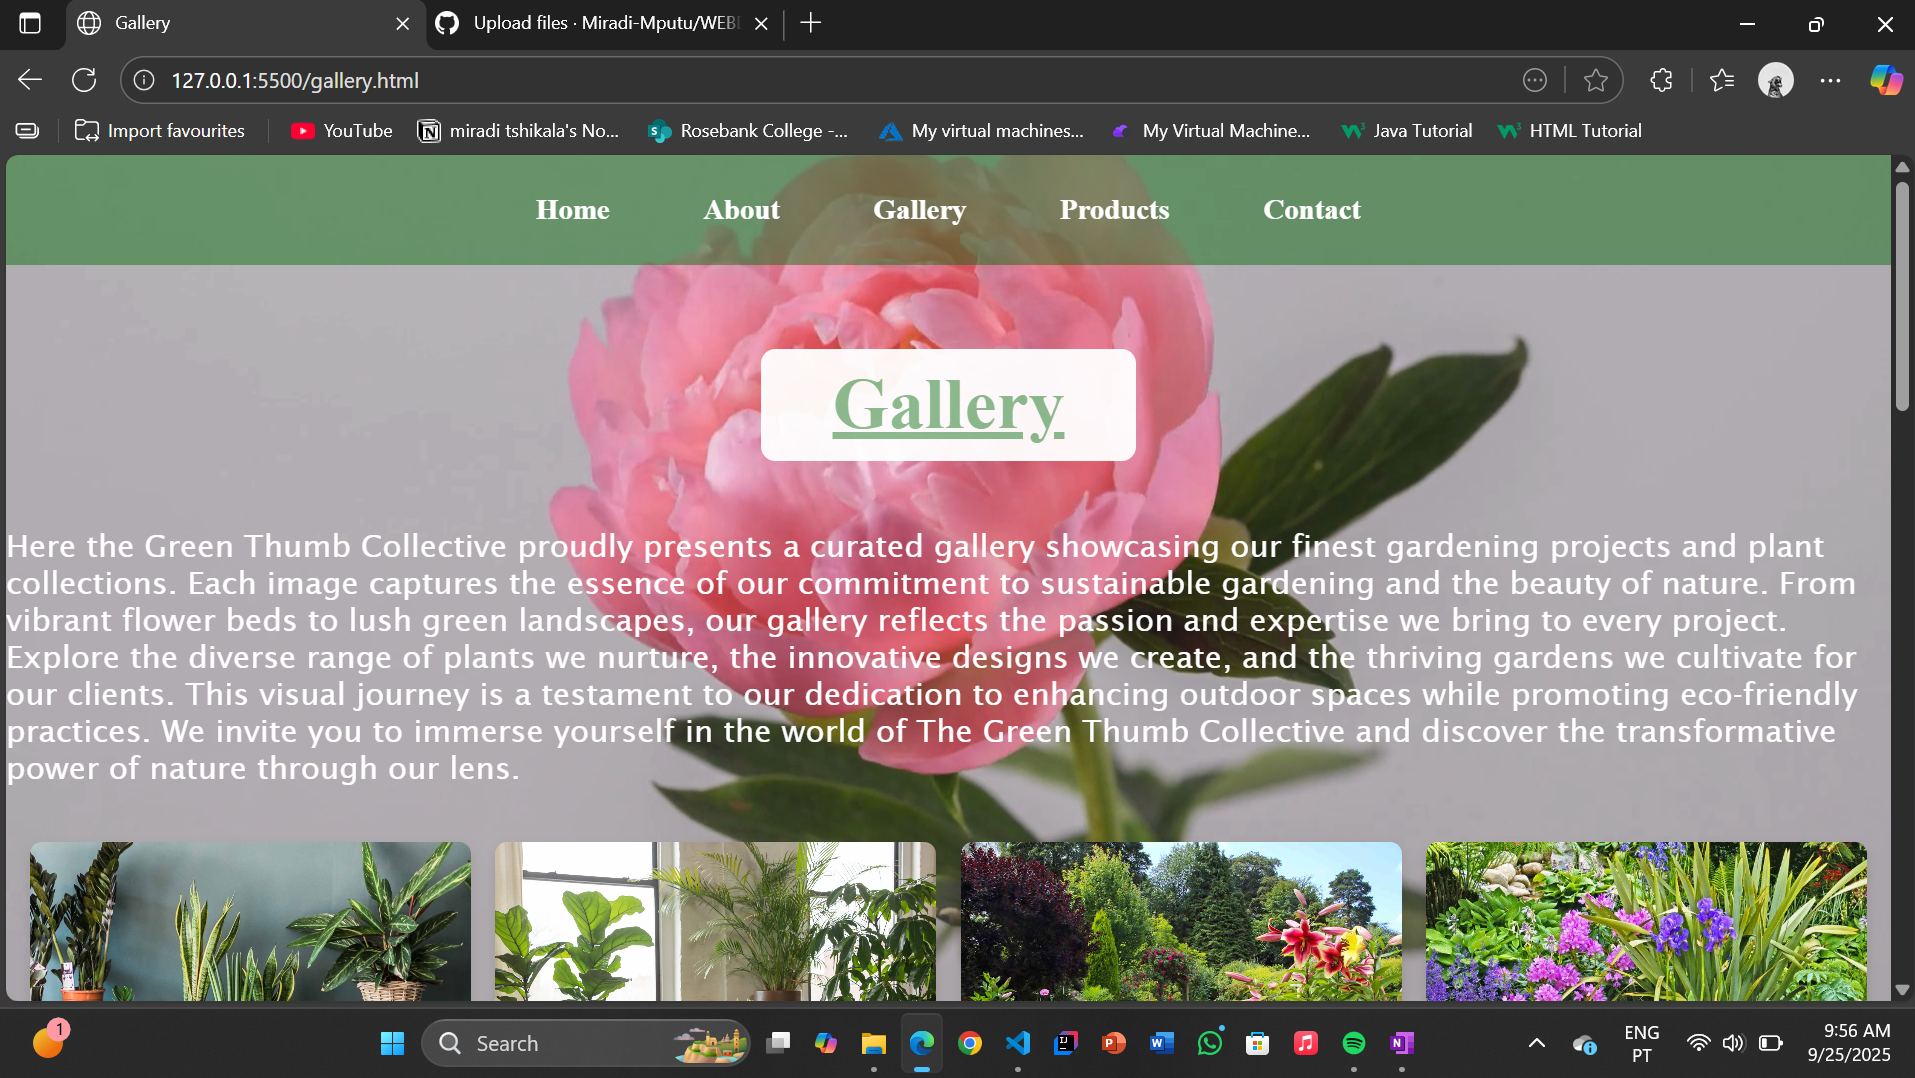 Gallery
Upload files · Miradi-Mputu/WEB
127.0.0.1:5500/gallery.html
Import favourites
YouTube
miradi tshikala's No...
Rosebank College -...
My virtual machines...
My Virtual Machine...
Java Tutorial
HTML Tutorial
Home About Gallery Products Contact
Gallery
Here the Green Thumb Collective proudly presents a curated gallery showcasing our finest gardening projects and plant
collections. Each image captures the essence of our commitment to sustainable gardening and the beauty of nature. From
vibrant flower beds to lush green landscapes, our gallery reflects the passion and expertise we bring to every project.
Explore the diverse range of plants we nurture, the innovative designs we create, and the thriving gardens we cultivate for
our clients. This visual journey is a testament to our dedication to enhancing outdoor spaces while promoting eco-friendly
practices. We invite you to immerse yourself in the world of The Green Thumb Collective and discover the transformative
power of nature through our lens.
1
Search
ENG
PT
9:56 AM
9/25/2025